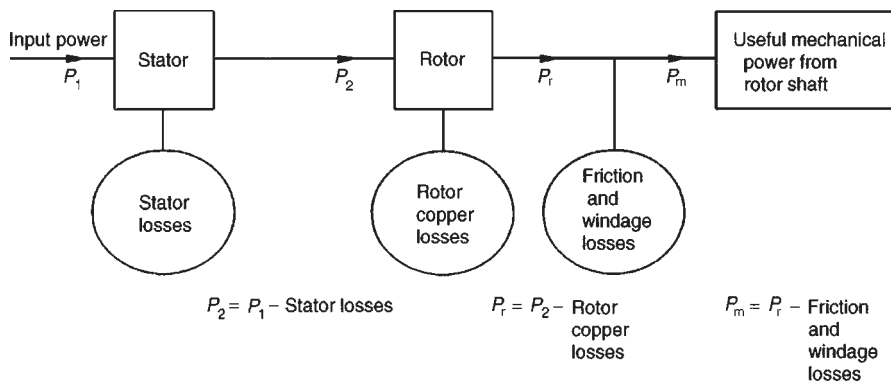 Input power
P₁
Stator
P₂
Rotor
Pᵣ
Pₘ
Useful mechanical
power from
rotor shaft
Stator
losses
Rotor
copper
losses
Friction
and
windage
losses
P₂ = P₁ – Stator losses
Pᵣ = P₂ – Rotor
copper
losses
Pₘ = Pᵣ – Friction
and
windage
losses